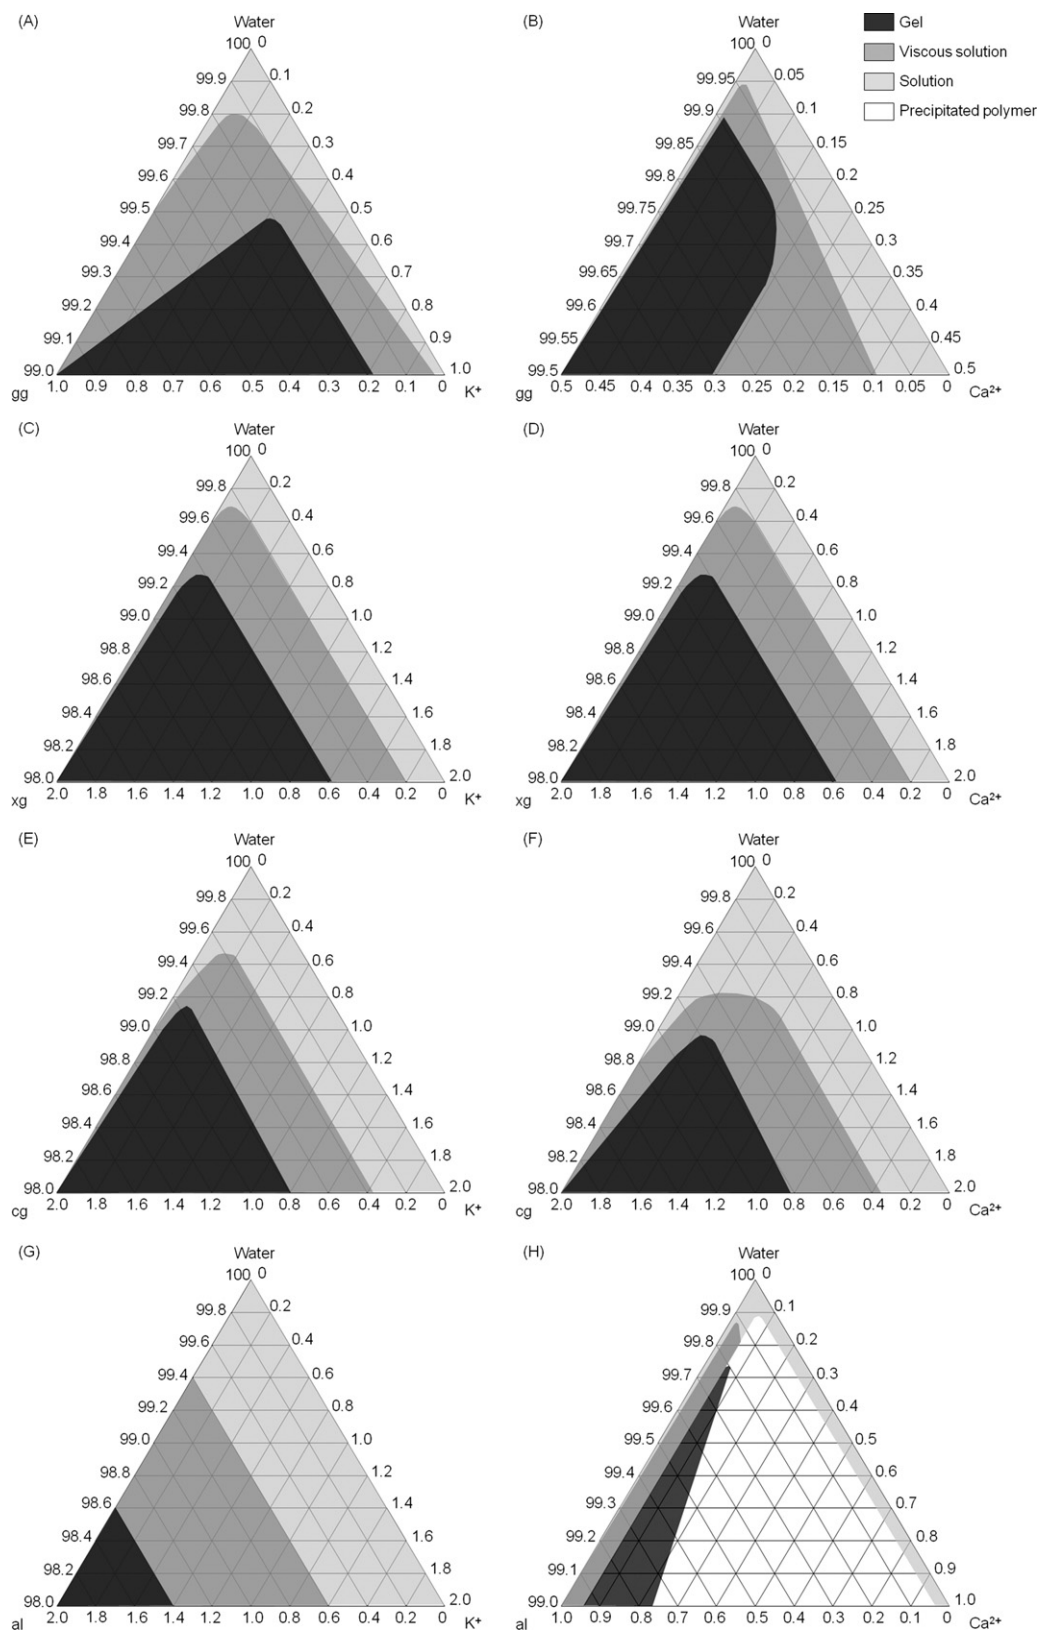 (A)
Water
100 0
99.9 0.1
99.8 0.2
99.7 0.3
99.6 0.4
99.5 0.5
99.4 0.6
99.3 0.7
99.2 0.8
99.1 0.9
99.0 1.0
1.0 0.9 0.8 0.7 0.6 0.5 0.4 0.3 0.2 0.1 0
gg K⁺
(B)
Water
100 0
99.95 0.05
99.9 0.1
99.85 0.15
99.8 0.2
99.75 0.25
99.7 0.3
99.65 0.35
99.6 0.4
99.55 0.45
99.5 0.5
0.5 0.45 0.4 0.35 0.3 0.25 0.2 0.15 0.1 0.05 0
gg Ca²⁺
Gel
Viscous solution
Solution
Precipitated polymer
(C)
Water
100 0
99.8 0.2
99.6 0.4
99.4 0.6
99.2 0.8
99.0 1.0
98.8 1.2
98.6 1.4
98.4 1.6
98.2 1.8
98.0 2.0
2.0 1.8 1.6 1.4 1.2 1.0 0.8 0.6 0.4 0.2 0
xg K⁺
(D)
Water
100 0
99.8 0.2
99.6 0.4
99.4 0.6
99.2 0.8
99.0 1.0
98.8 1.2
98.6 1.4
98.4 1.6
98.2 1.8
98.0 2.0
2.0 1.8 1.6 1.4 1.2 1.0 0.8 0.6 0.4 0.2 0
xg Ca²⁺
(E)
Water
100 0
99.8 0.2
99.6 0.4
99.4 0.6
99.2 0.8
99.0 1.0
98.8 1.2
98.6 1.4
98.4 1.6
98.2 1.8
98.0 2.0
2.0 1.8 1.6 1.4 1.2 1.0 0.8 0.6 0.4 0.2 0
cg K⁺
(F)
Water
100 0
99.8 0.2
99.6 0.4
99.4 0.6
99.2 0.8
99.0 1.0
98.8 1.2
98.6 1.4
98.4 1.6
98.2 1.8
98.0 2.0
2.0 1.8 1.6 1.4 1.2 1.0 0.8 0.6 0.4 0.2 0
cg Ca²⁺
(G)
Water
100 0
99.8 0.2
99.6 0.4
99.4 0.6
99.2 0.8
99.0 1.0
98.8 1.2
98.6 1.4
98.4 1.6
98.2 1.8
98.0 2.0
2.0 1.8 1.6 1.4 1.2 1.0 0.8 0.6 0.4 0.2 0
al K⁺
(H)
Water
100 0
99.9 0.1
99.8 0.2
99.7 0.3
99.6 0.4
99.5 0.5
99.4 0.6
99.3 0.7
99.2 0.8
99.1 0.9
99.0 1.0
1.0 0.9 0.8 0.7 0.6 0.5 0.4 0.3 0.2 0.1 0
al Ca²⁺